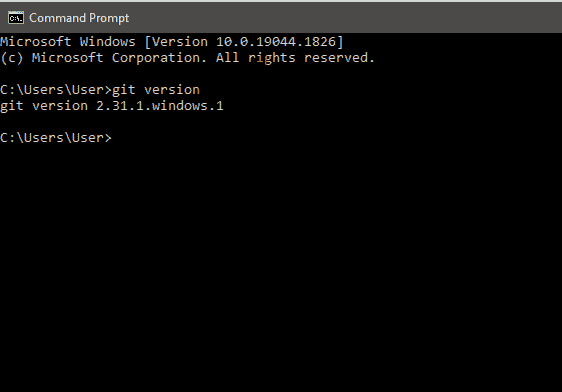 Command Prompt
Microsoft Windows [Version 10.0.19044.1826]
(c) Microsoft Corporation. All rights reserved.
C:\Users\User>git version
git version 2.31.1.windows.1
C:\Users\User>